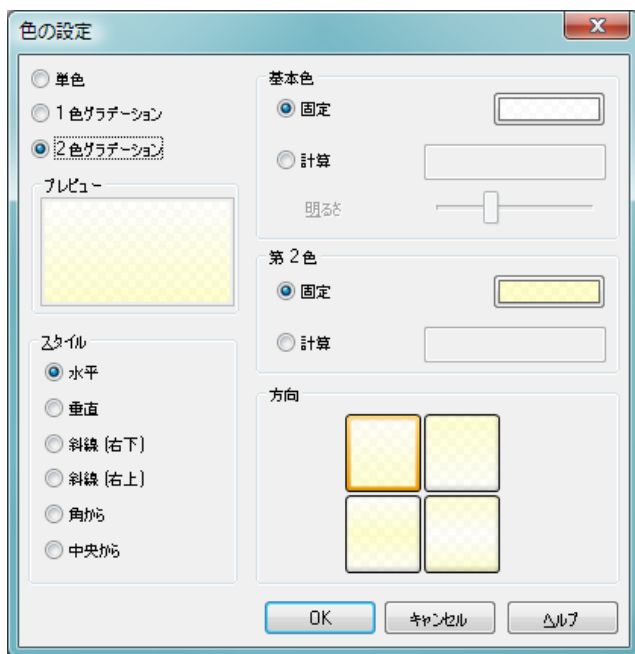 色の設定
単色
1色グラデーション
2色グラデーション
プレビュー
スタイル
水平
垂直
斜線(右下)
斜線(右上)
角から
中央から
基本色
固定
計算
明るさ
第2色
固定
計算
方向
OK
キャンセル
ヘルプ